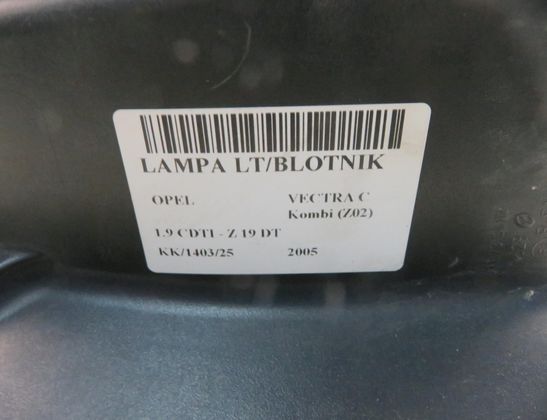 LAMPA LT/BLOTNIK
OPEL VECTRA C
Kombi (Z02)
1.9 CDTI - Z 19 DT
KK/1403/25 2005